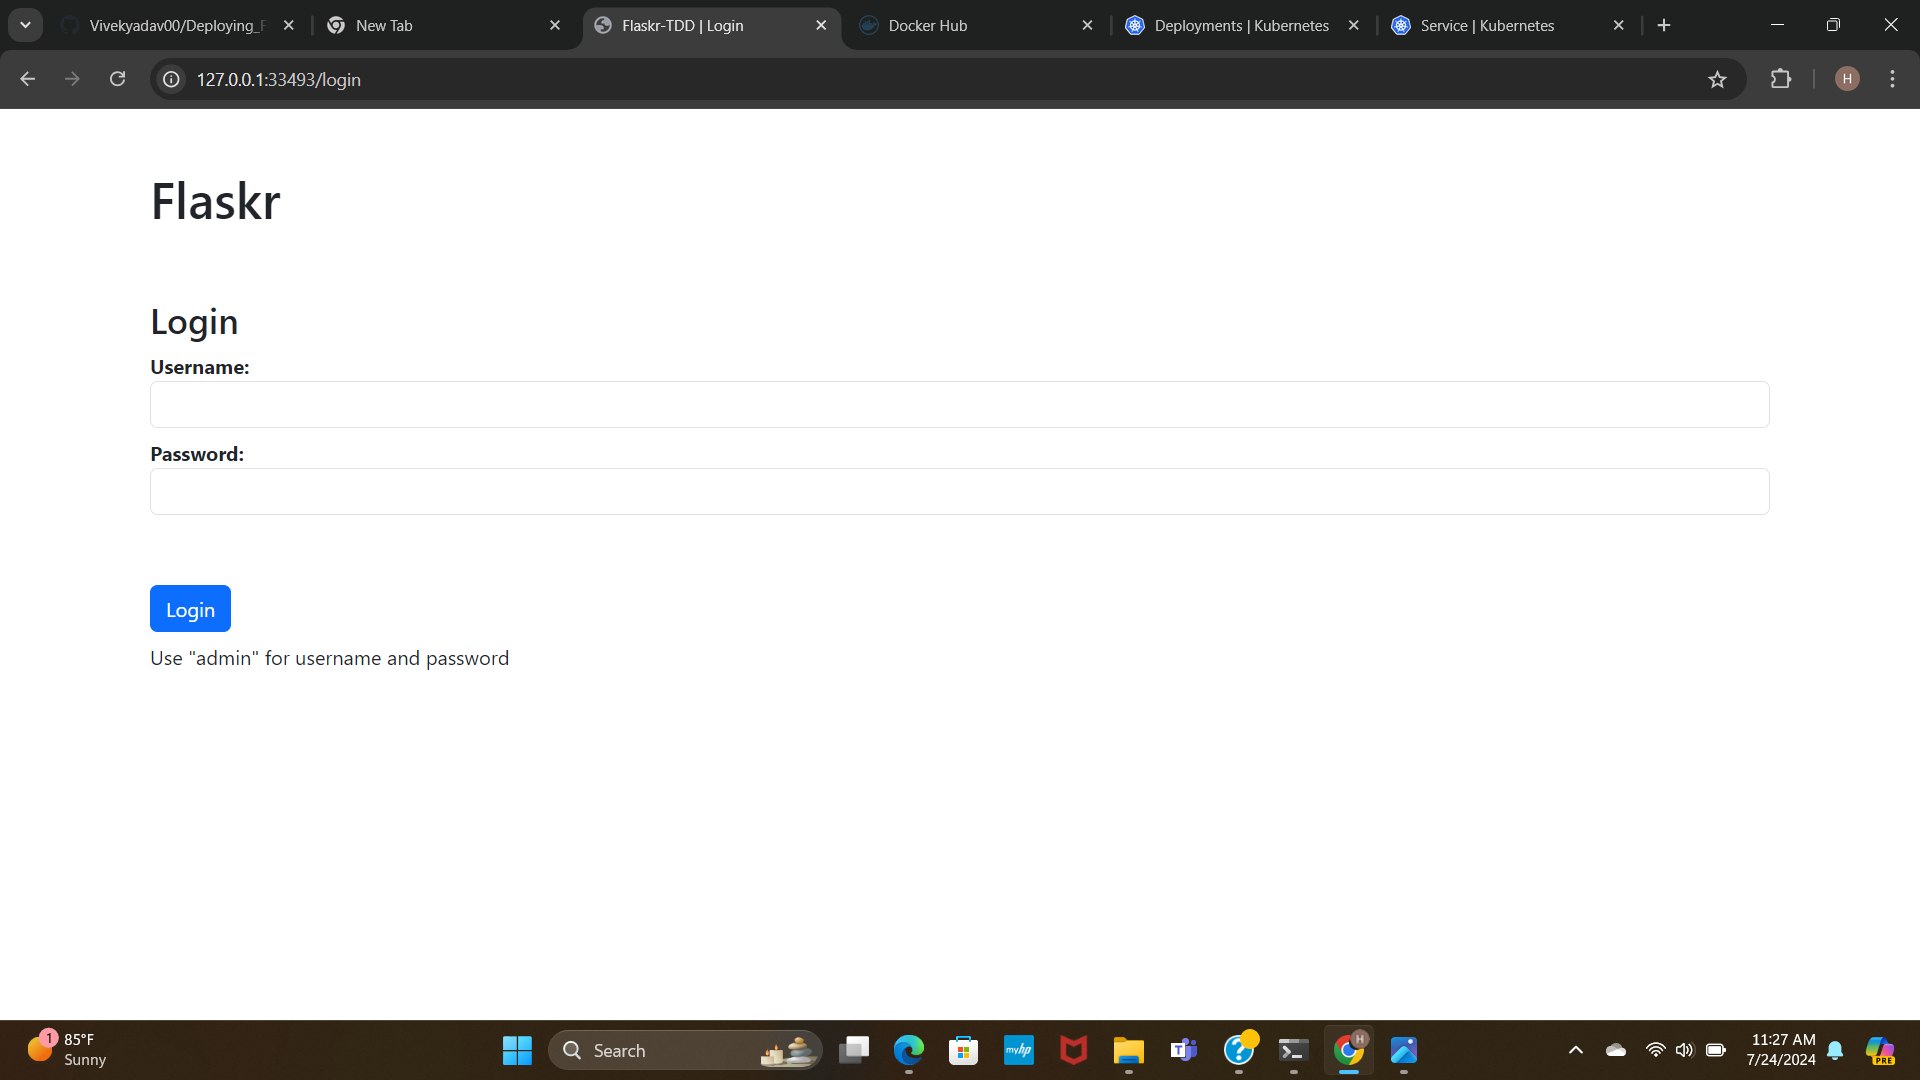 Vivekyadav00/Deploying_F
New Tab
Flaskr-TDD | Login
Docker Hub
Deployments | Kubernetes
Service | Kubernetes
127.0.0.1:33493/login
H
Flaskr
Login
Username:
Password:
Login
Use "admin" for username and password
1
85°F
Sunny
Search
myhp
T
?
H
11:27 AM
7/24/2024
PRE